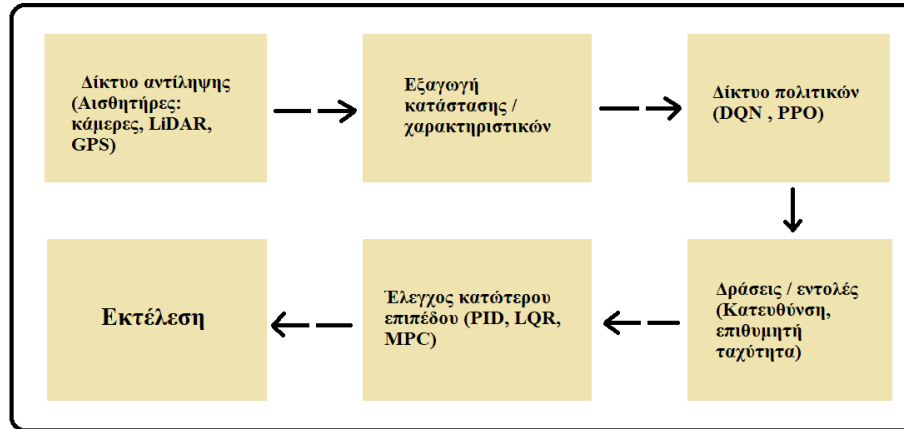 Δίκτυο αντίληψης
(Αισθητήρες:
κάμερες, LiDAR,
GPS)
Εξαγωγή
κατάστασης /
χαρακτηριστικών
Δίκτυο πολιτικών
(DQN , PPO)
Δράσεις / εντολές
(Κατευθύνση,
επιθυμητή
ταχύτητα)
Έλεγχος κατώτερου
επιπέδου (PID, LQR,
MPC)
Εκτέλεση